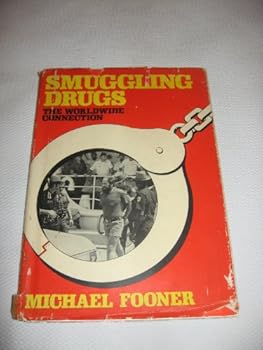 SMUGGLING
DRUGS
THE WORLDWIDE
CONNECTION
MICHAEL FOONER